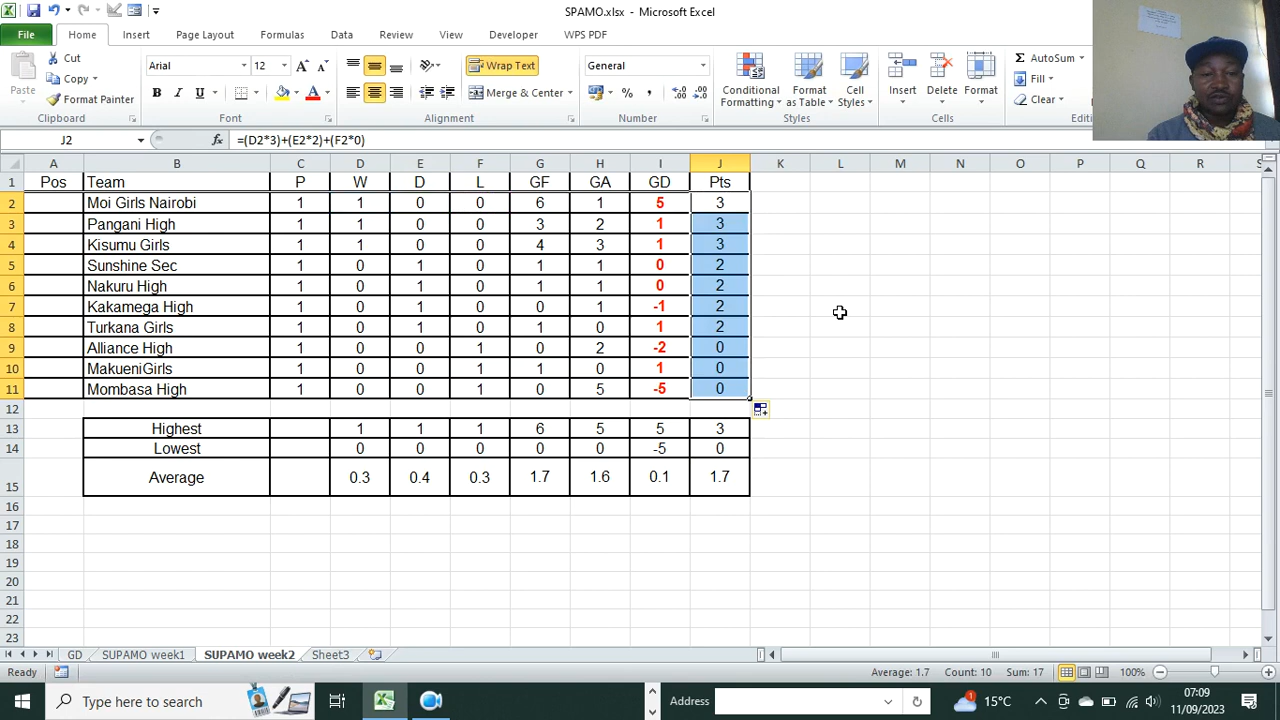 SPAMO.xlsx - Microsoft Excel
File Home Insert Page Layout Formulas Data Review View Developer WPS PDF
Paste Cut Copy Format Painter Clipboard
Arial 12 A A B I U A Font
Wrap Text Merge & Center Alignment
General % , Number
Conditional Formatting Format as Table Cell Styles Styles
Insert Delete Format Cells
Σ AutoSum Fill Clear
J2 fx =(D2*3)+(E2*2)+(F2*0)
A B C D E F G H I J K L M N O P Q R S
1 Pos Team P W D L GF GA GD Pts
2 Moi Girls Nairobi 1 1 0 0 6 1 5 3
3 Pangani High 1 1 0 0 3 2 1 3
4 Kisumu Girls 1 1 0 0 4 3 1 3
5 Sunshine Sec 1 0 1 0 1 1 0 2
6 Nakuru High 1 0 1 0 1 1 0 2
7 Kakamega High 1 0 1 0 0 1 -1 2
8 Turkana Girls 1 0 1 0 1 0 1 2
9 Alliance High 1 0 0 1 0 2 -2 0
10 MakueniGirls 1 0 0 1 1 0 1 0
11 Mombasa High 1 0 0 1 0 5 -5 0
12
13 Highest 1 1 1 6 5 5 3
14 Lowest 0 0 0 0 0 -5 0
15 Average 0.3 0.4 0.3 1.7 1.6 0.1 1.7
16
17
18
19
20
21
22
23
GD SUPAMO week1 SUPAMO week2 Sheet3
Ready Average: 1.7 Count: 10 Sum: 17 100%
Type here to search Address 1 15°C 07:09
11/09/2023